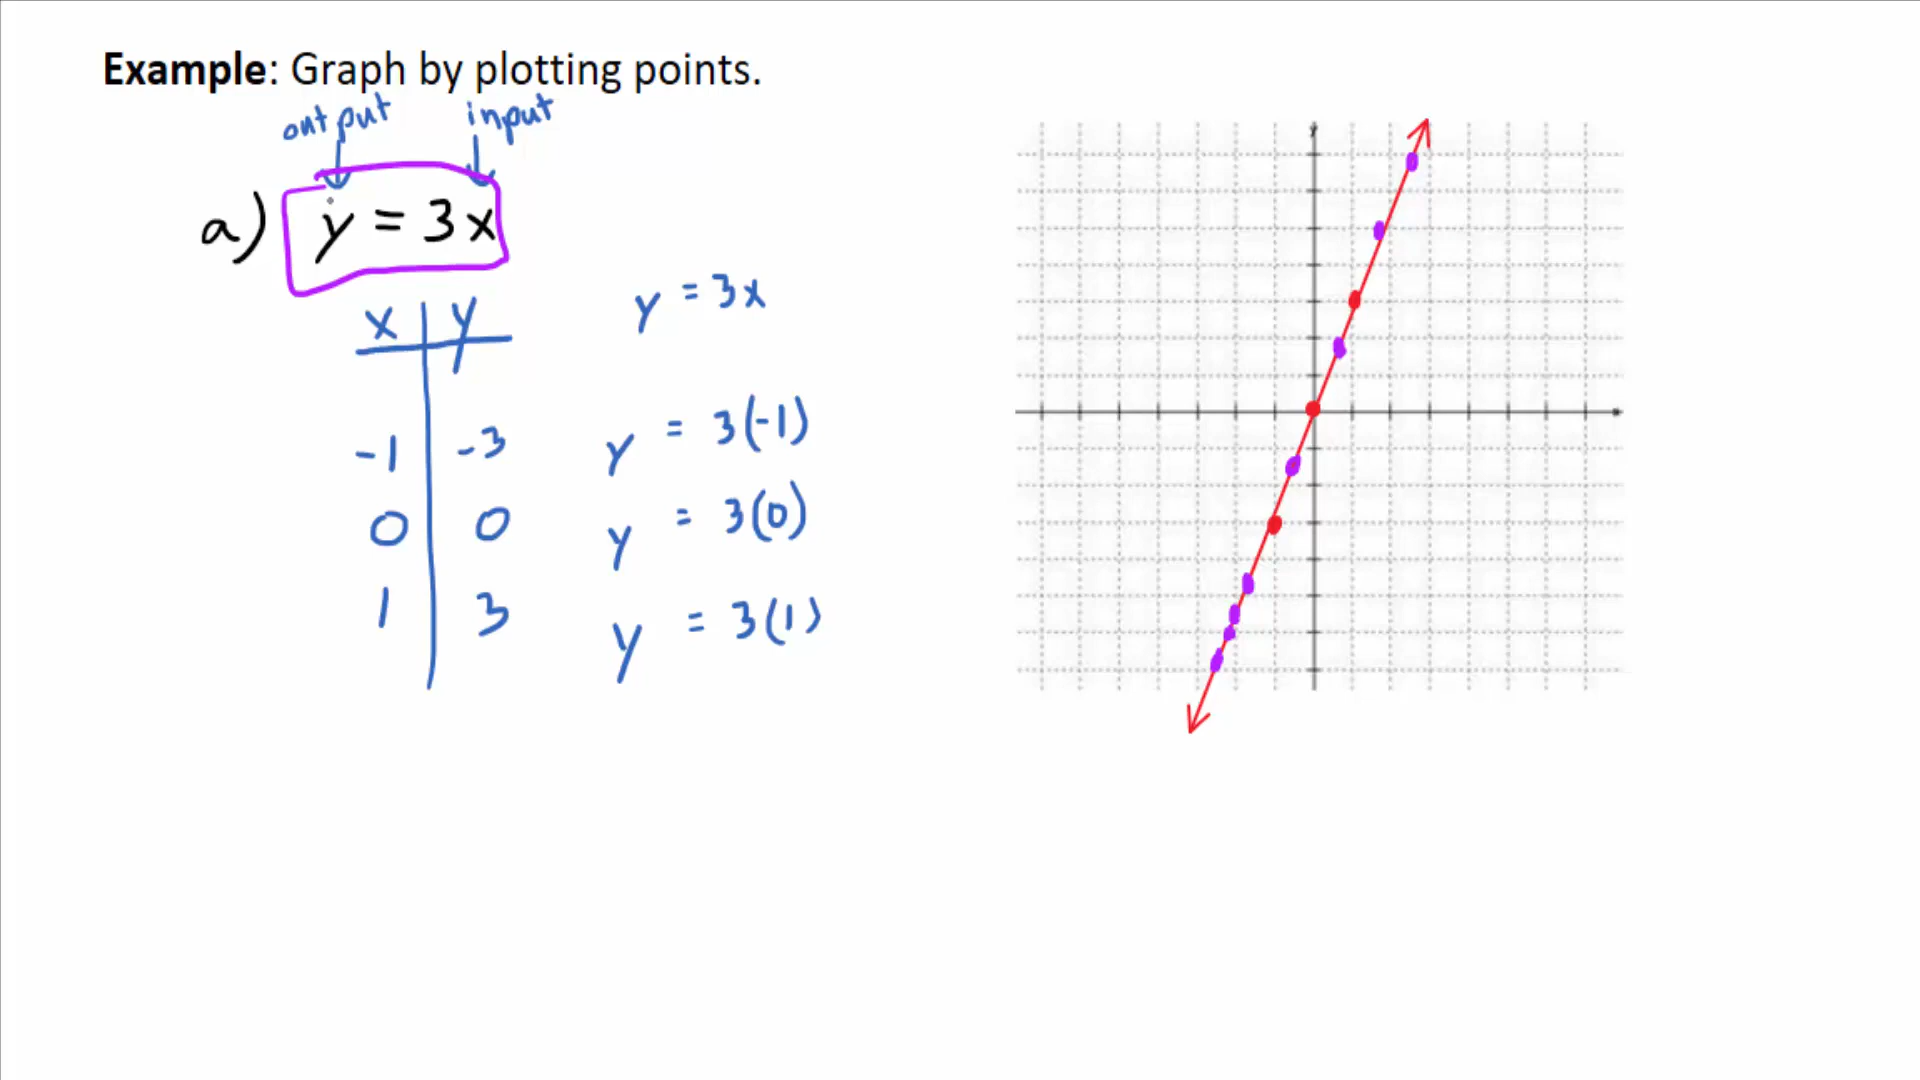 Example: Graph by plotting points.
output input
a) y = 3x
x y
y = 3x
-1 -3 y = 3(-1)
0 0 y = 3(0)
1 3 y = 3(1)
y